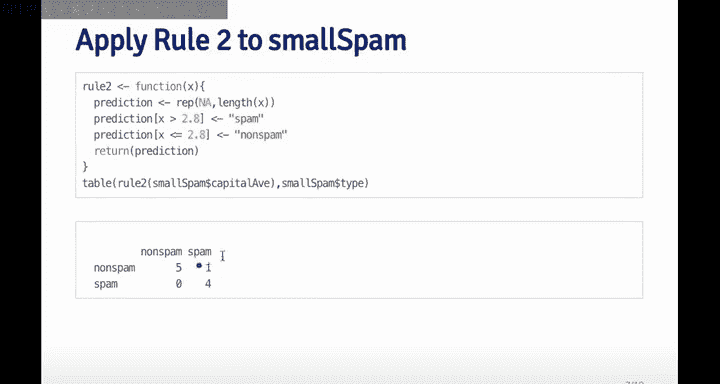 Apply Rule 2 to smallSpam
rule2 <- function(x){
prediction <- rep(NA,length(x))
prediction[x > 2.8] <- "spam"
prediction[x <= 2.8] <- "nonspam"
return(prediction)
}
table(rule2(smallSpam$capitalAve),smallSpam$type)
nonspam spam
nonspam 5 1
spam 0 4